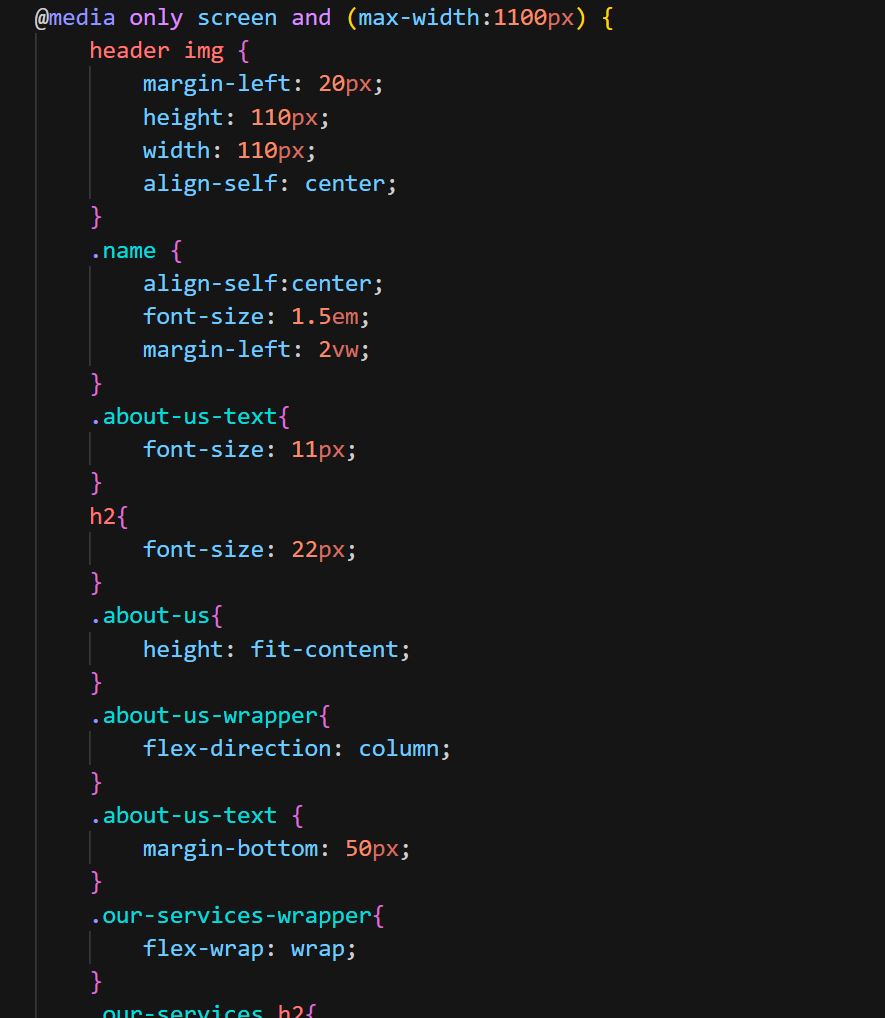 @media only screen and (max-width:1100px) {
    header img {
        margin-left: 20px;
        height: 110px;
        width: 110px;
        align-self: center;
    }
    .name {
        align-self:center;
        font-size: 1.5em;
        margin-left: 2vw;
    }
    .about-us-text{
        font-size: 11px;
    }
    h2{
        font-size: 22px;
    }
    .about-us{
        height: fit-content;
    }
    .about-us-wrapper{
        flex-direction: column;
    }
    .about-us-text {
        margin-bottom: 50px;
    }
    .our-services-wrapper{
        flex-wrap: wrap;
    }
    .our-services h2{